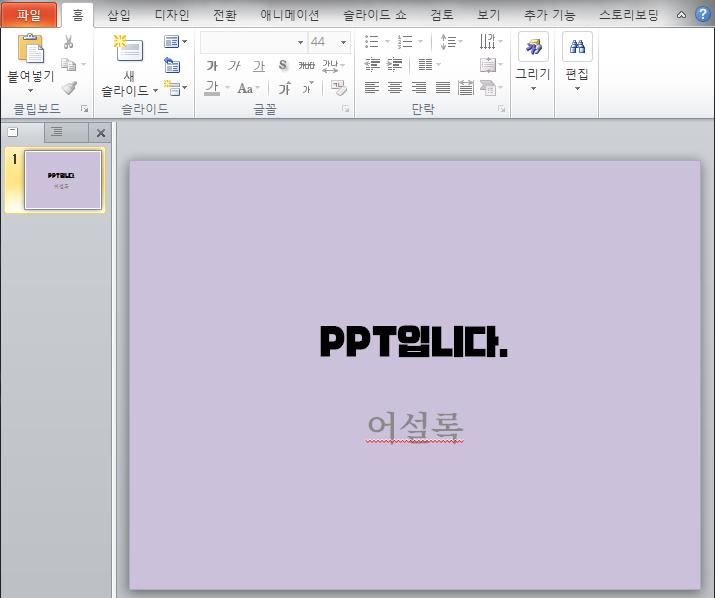 파일 홈 삽입 디자인 전환 애니메이션 슬라이드 쇼 검토 보기 추가 기능 스토리보딩
붙여넣기
클립보드
새
슬라이드
슬라이드
44
가 가 가 S 가나
가 Aa 가 가
글꼴
단락
그리기
편집
1
PPT입니다.
어설록
PPT입니다.
어설록